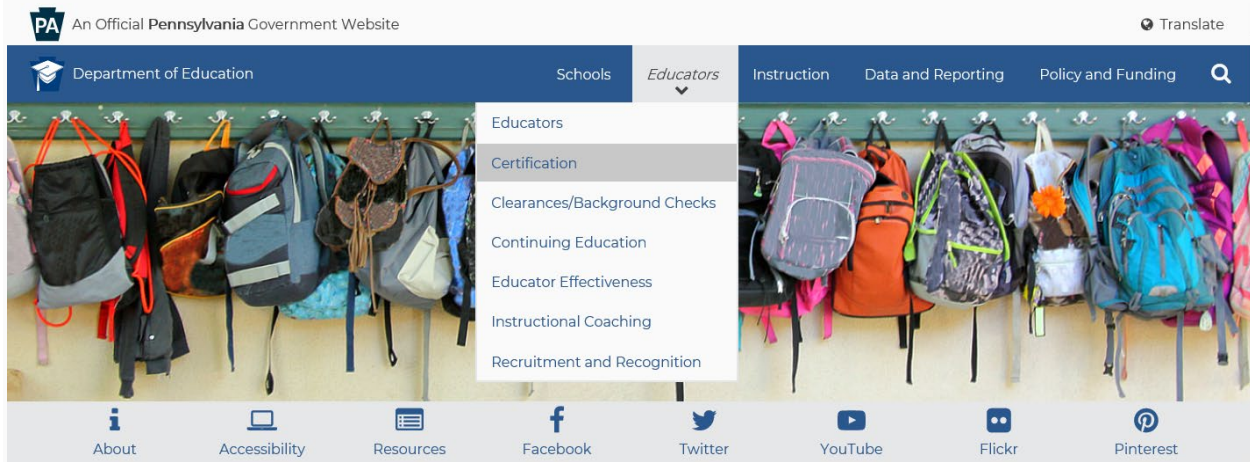 PA An Official Pennsylvania Government Website
Translate
Department of Education
Schools Educators Instruction Data and Reporting Policy and Funding
Educators
Certification
Clearances/Background Checks
Continuing Education
Educator Effectiveness
Instructional Coaching
Recruitment and Recognition
About Accessibility Resources Facebook Twitter YouTube Flickr Pinterest